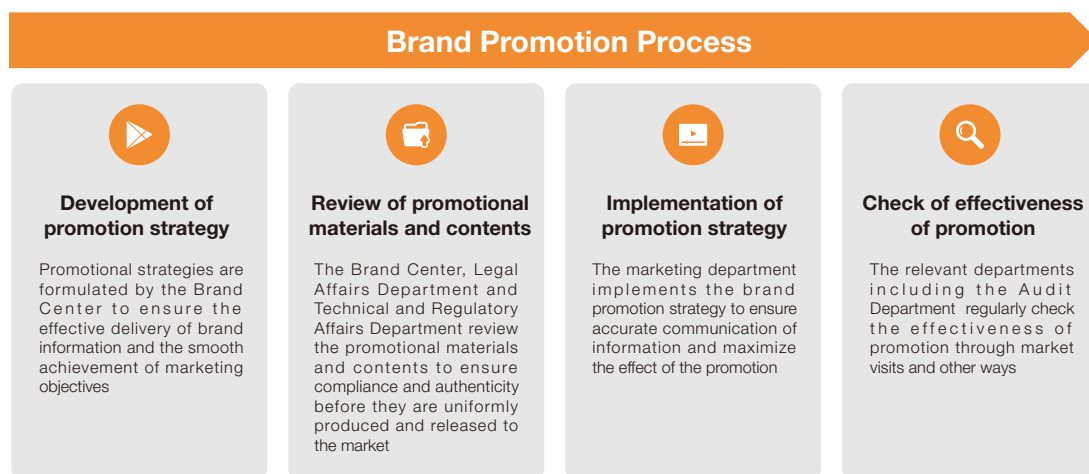 Brand Promotion Process
Development of
promotion strategy
Promotional strategies are
formulated by the Brand
Center to ensure the
effective delivery of brand
information and the smooth
achievement of marketing
objectives
Review of promotional
materials and contents
The Brand Center, Legal
Affairs Department and
Technical and Regulatory
Affairs Department review
the promotional materials
and contents to ensure
compliance and authenticity
before they are uniformly
produced and released to
the market
Implementation of
promotion strategy
The marketing department
implements the brand
promotion strategy to ensure
accurate communication of
information and maximize
the effect of the promotion
Check of effectiveness
of promotion
The relevant departments
including the Audit
Department regularly check
the effectiveness of
promotion through market
visits and other ways